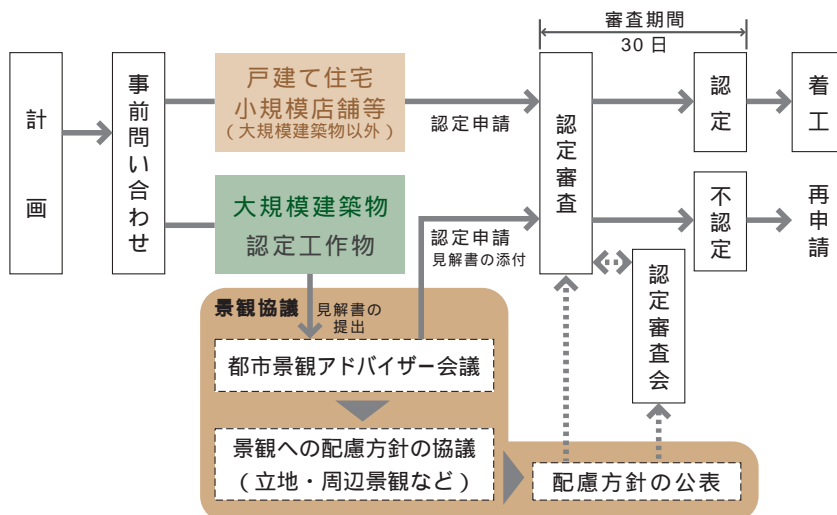 審査期間
30日
計画
事前問い合わせ
戸建て住宅
小規模店舗等
（大規模建築物以外）
認定申請
認定審査
認定
着工
大規模建築物
認定工作物
認定申請
見解書の添付
不認定
再申請
景観協議
見解書の
提出
認定審査会
都市景観アドバイザー会議
景観への配慮方針の協議
（立地・周辺景観など）
配慮方針の公表